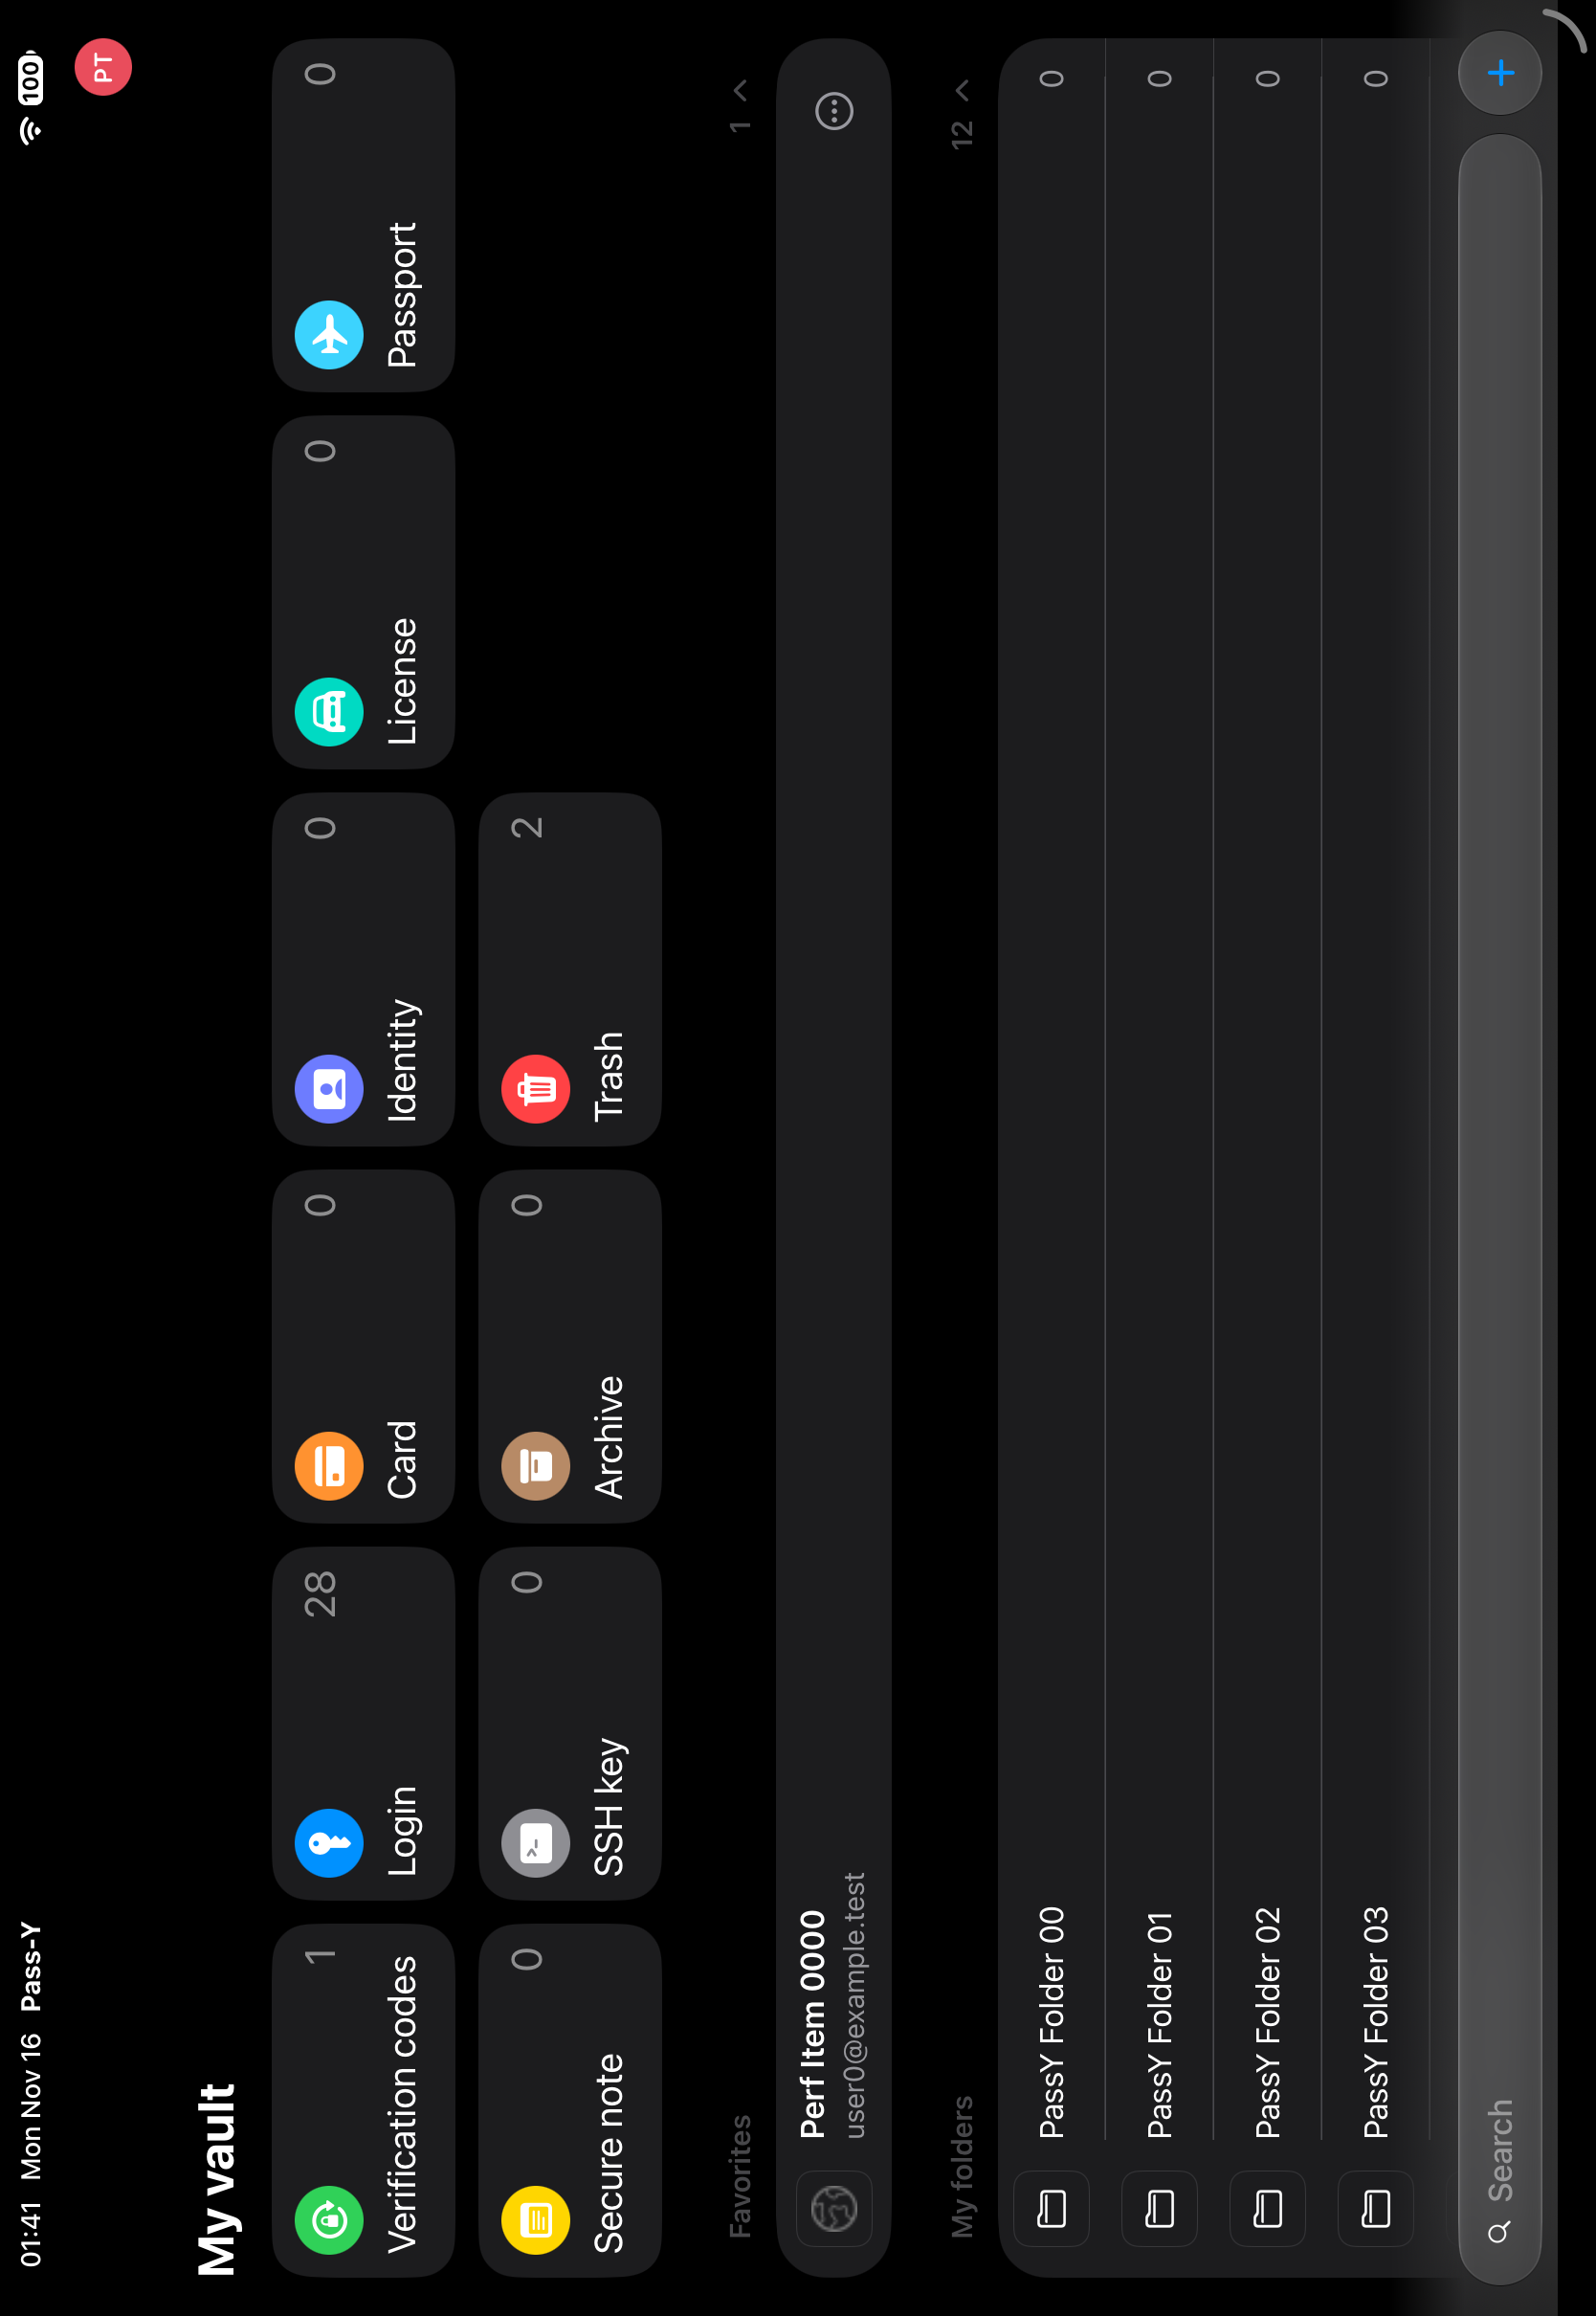 01:41 Mon Nov 16 Pass-Y
100
PT
My vault
1
Verification codes
28
Login
0
Card
0
Identity
0
License
0
Passport
0
Secure note
0
SSH key
0
Archive
2
Trash
Favorites 1
Perf Item 0000
user0@example.test
My folders 12
PassY Folder 00 0
PassY Folder 01 0
PassY Folder 02 0
PassY Folder 03 0
Search